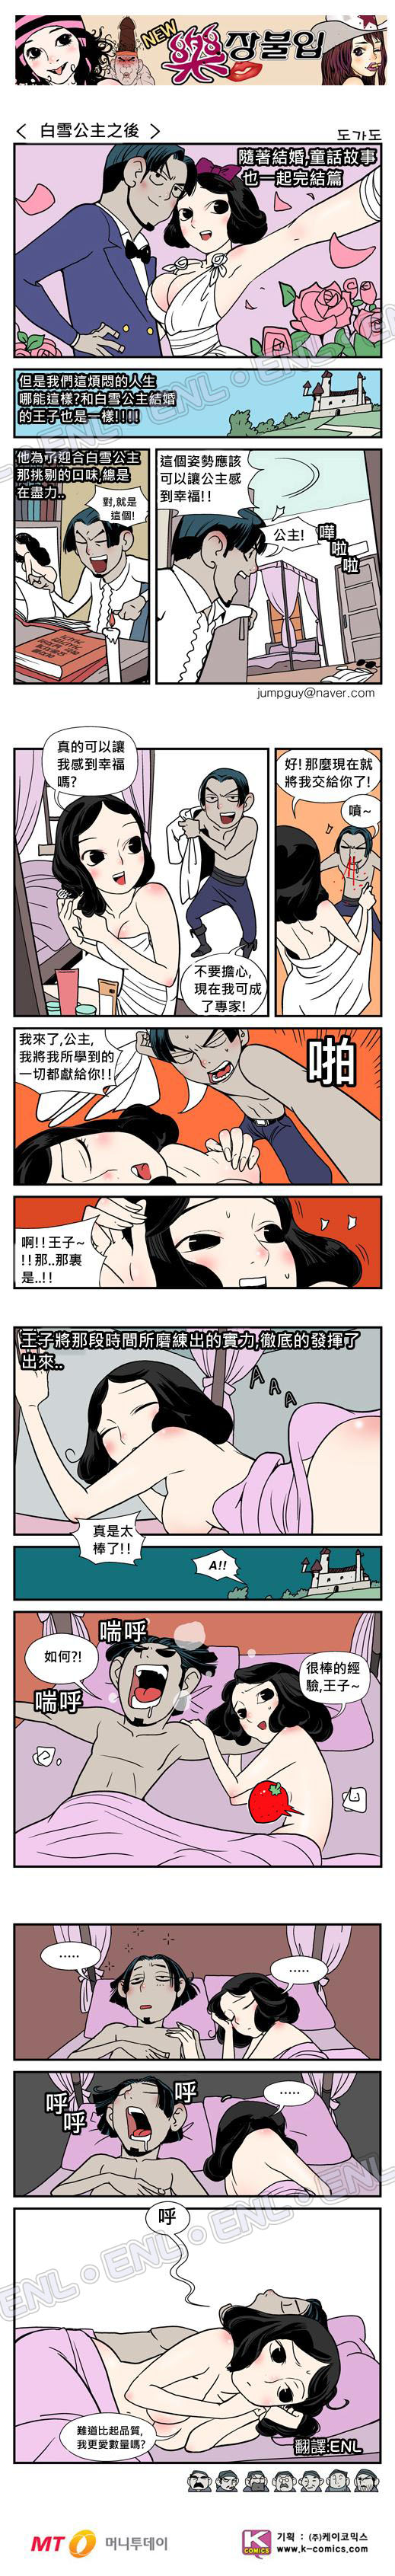 NEW 樂 장불입
< 白雪公主之後 >
도가도
隨著結婚,童話故事
也一起完結篇
ENL·ENL·ENL
但是我們這煩悶的人生
哪能這樣?和白雪公主結婚
的王子也是一樣!!!!
他為了迎合白雪公主
那挑剔的口味,總是
在盡力..
對,就是
這個!
這個姿勢應該
可以讓公主感
到幸福!!
公主!
嘩
啦
啦
jumpguy@naver.com
真的可以讓
我感到幸福
嗎?
不要擔心,
現在我可成
了專家!
好!那麼現在就
將我交給你了!
噴~
我來了,公主,
我將我所學到的
一切都獻給你!!
啪
啊!!王子~
!!那..那裏
是..!!
王子將那段時間所磨練出的實力,徹底的發揮了
出來..
AAA
真是太
棒了!!
A!!
如何?!
喘呼
喘呼
很棒的經
驗,王子~
.....
.....
呼
呼
呼
.....
ENL·ENL·ENL·ENL
呼
難道比起品質,
我更愛數量嗎?
翻譯:ENL
MT 머니투데이
K COMICS
기획 : (주)케이코믹스
www.k-comics.com